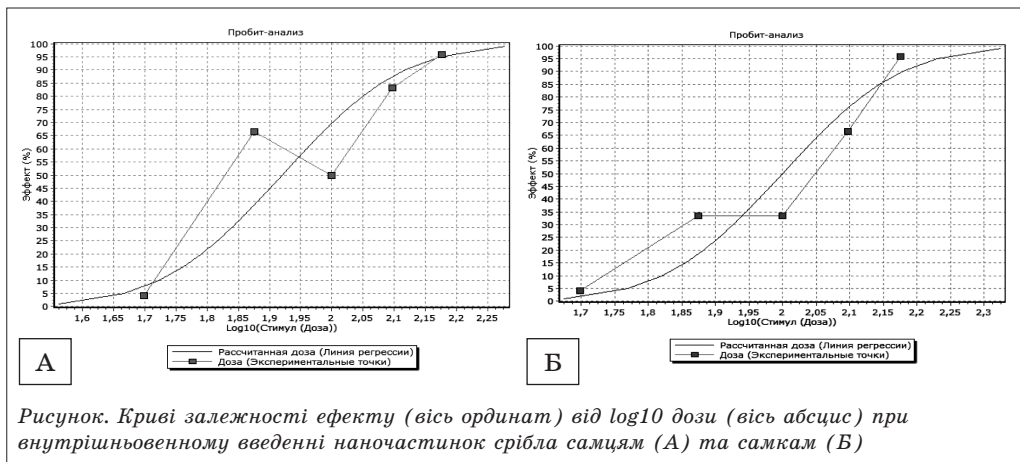 Пробит-анализ
100
95
90
85
80
75
70
65
60
55
50
45
40
35
30
25
20
15
10
5
0
Эффект (%)
1,6 1,65 1,7 1,75 1,8 1,85 1,9 1,95 2 2,05 2,1 2,15 2,2 2,25
Log10(Стимул (Доза))
Рассчитанная доза (Линия регрессии)
Доза (Экспериментальные точки)
А
Пробит-анализ
100
95
90
85
80
75
70
65
60
55
50
45
40
35
30
25
20
15
10
5
0
Эффект (%)
1,7 1,75 1,8 1,85 1,9 1,95 2 2,05 2,1 2,15 2,2 2,25 2,3
Log10(Стимул (Доза))
Рассчитанная доза (Линия регрессии)
Доза (Экспериментальные точки)
Б
Рисунок. Криві залежності ефекту (вісь ординат) від log10 дози (вісь абсцис) при
внутрішньовенному введенні наночастинок срібла самцям (А) та самкам (Б)